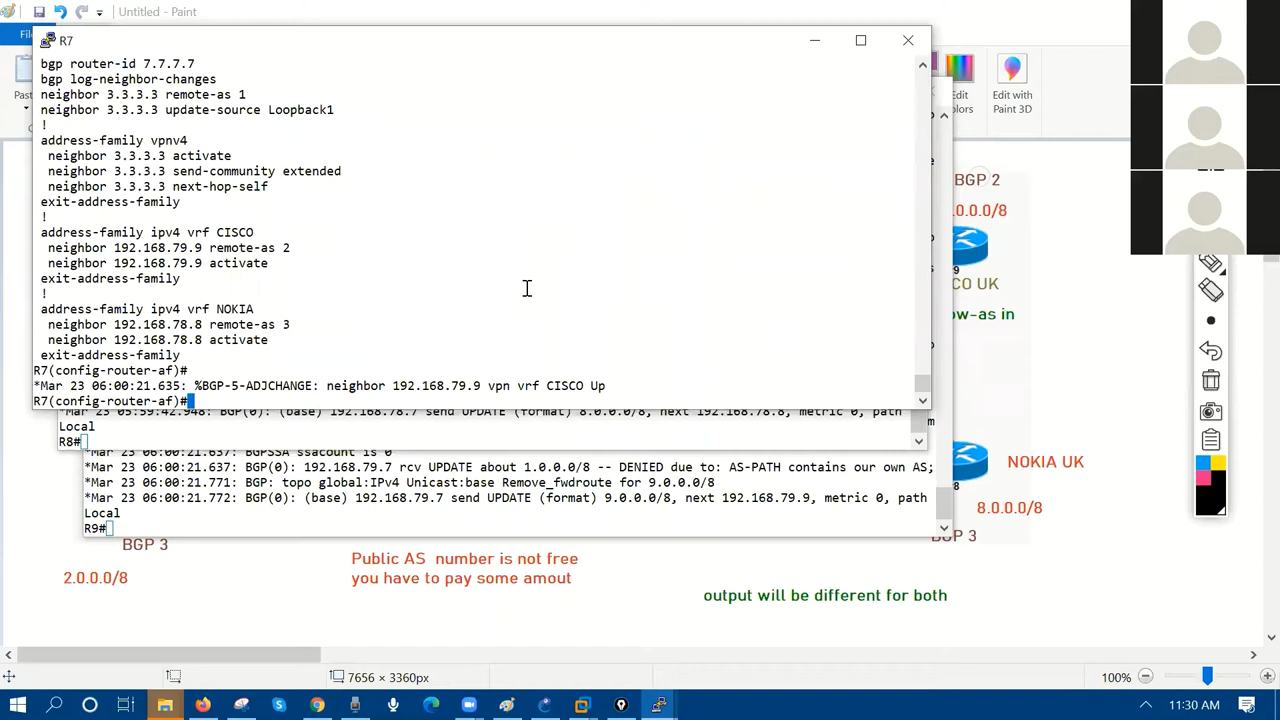 Untitled - Paint
R7
bgp router-id 7.7.7.7
bgp log-neighbor-changes
neighbor 3.3.3.3 remote-as 1
neighbor 3.3.3.3 update-source Loopback1
!
address-family vpnv4
neighbor 3.3.3.3 activate
neighbor 3.3.3.3 send-community extended
neighbor 3.3.3.3 next-hop-self
exit-address-family
!
address-family ipv4 vrf CISCO
neighbor 192.168.79.9 remote-as 2
neighbor 192.168.79.9 activate
exit-address-family
!
address-family ipv4 vrf NOKIA
neighbor 192.168.78.8 remote-as 3
neighbor 192.168.78.8 activate
exit-address-family
R7(config-router-af)#
*Mar 23 06:00:21.635: %BGP-5-ADJCHANGE: neighbor 192.168.79.9 vpn vrf CISCO Up
R7(config-router-af)#
*Mar 23 05:59:42.948: BGP(0): (base) 192.168.78.7 send UPDATE (format) 8.0.0.0/8, next 192.168.78.8, metric 0, path
Local
R8#
BGPSSA ssacount is 0
*Mar 23 06:00:21.637: BGP(0): 192.168.79.7 rcv UPDATE about 1.0.0.0/8 -- DENIED due to: AS-PATH contains our own AS;
*Mar 23 06:00:21.771: BGP: topo global:IPv4 Unicast:base Remove_fwdroute for 9.0.0.0/8
*Mar 23 06:00:21.772: BGP(0): (base) 192.168.79.7 send UPDATE (format) 9.0.0.0/8, next 192.168.79.9, metric 0, path
Local
R9#
Edit with
Paint 3D
BGP 2
.0.0.0/8
9
CO UK
ow-as in
NOKIA UK
8
8.0.0.0/8
BGP 3
BGP 3
2.0.0.0/8
Public AS number is not free
you have to pay some amout
output will be different for both
7656 × 3360px
100%
11:30 AM